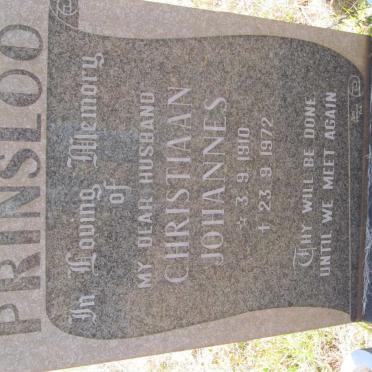 PRINSLOO
In Loving Memory
of
MY DEAR HUSBAND
CHRISTIAAN
JOHANNES
☆ 3.9.1910
✝ 23.9.1972
THY WILL BE DONE
UNTIL WE MEET AGAIN